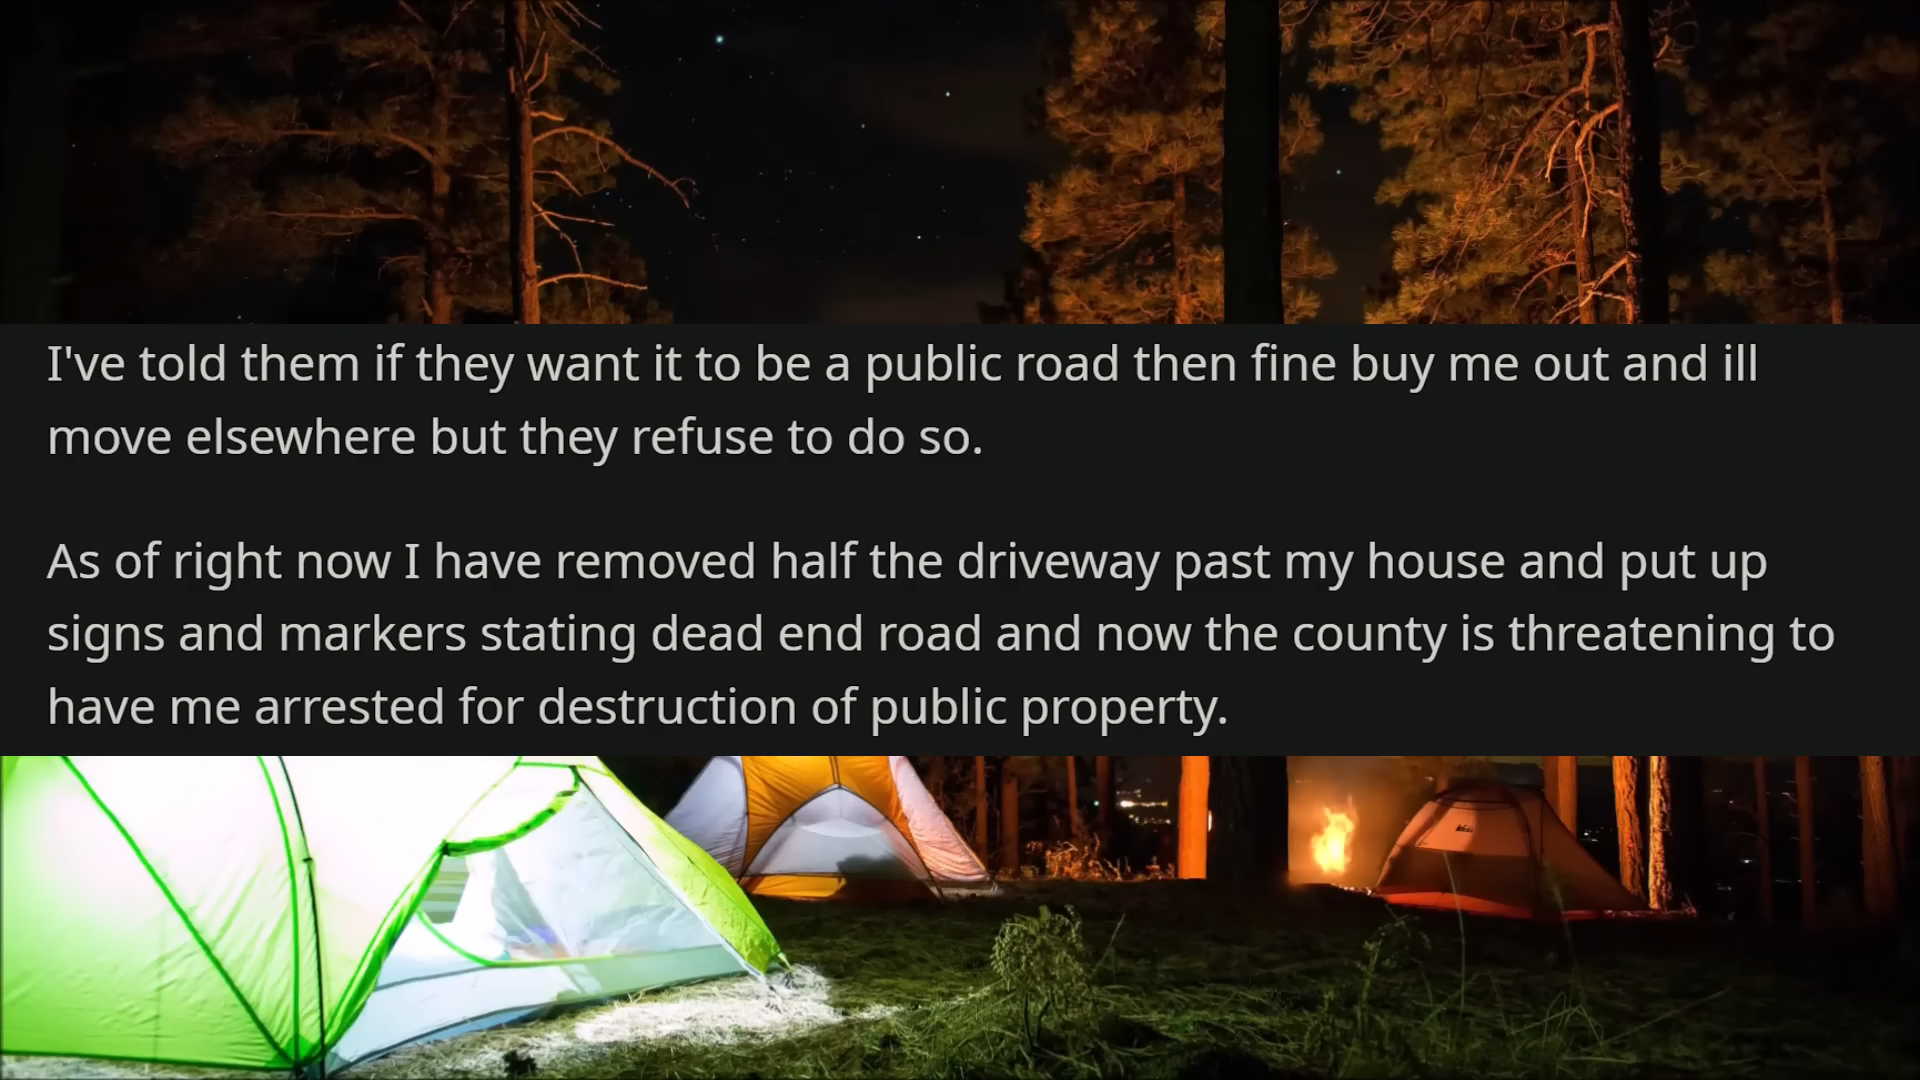 I've told them if they want it to be a public road then fine buy me out and ill
move elsewhere but they refuse to do so.
As of right now I have removed half the driveway past my house and put up
signs and markers stating dead end road and now the county is threatening to
have me arrested for destruction of public property.